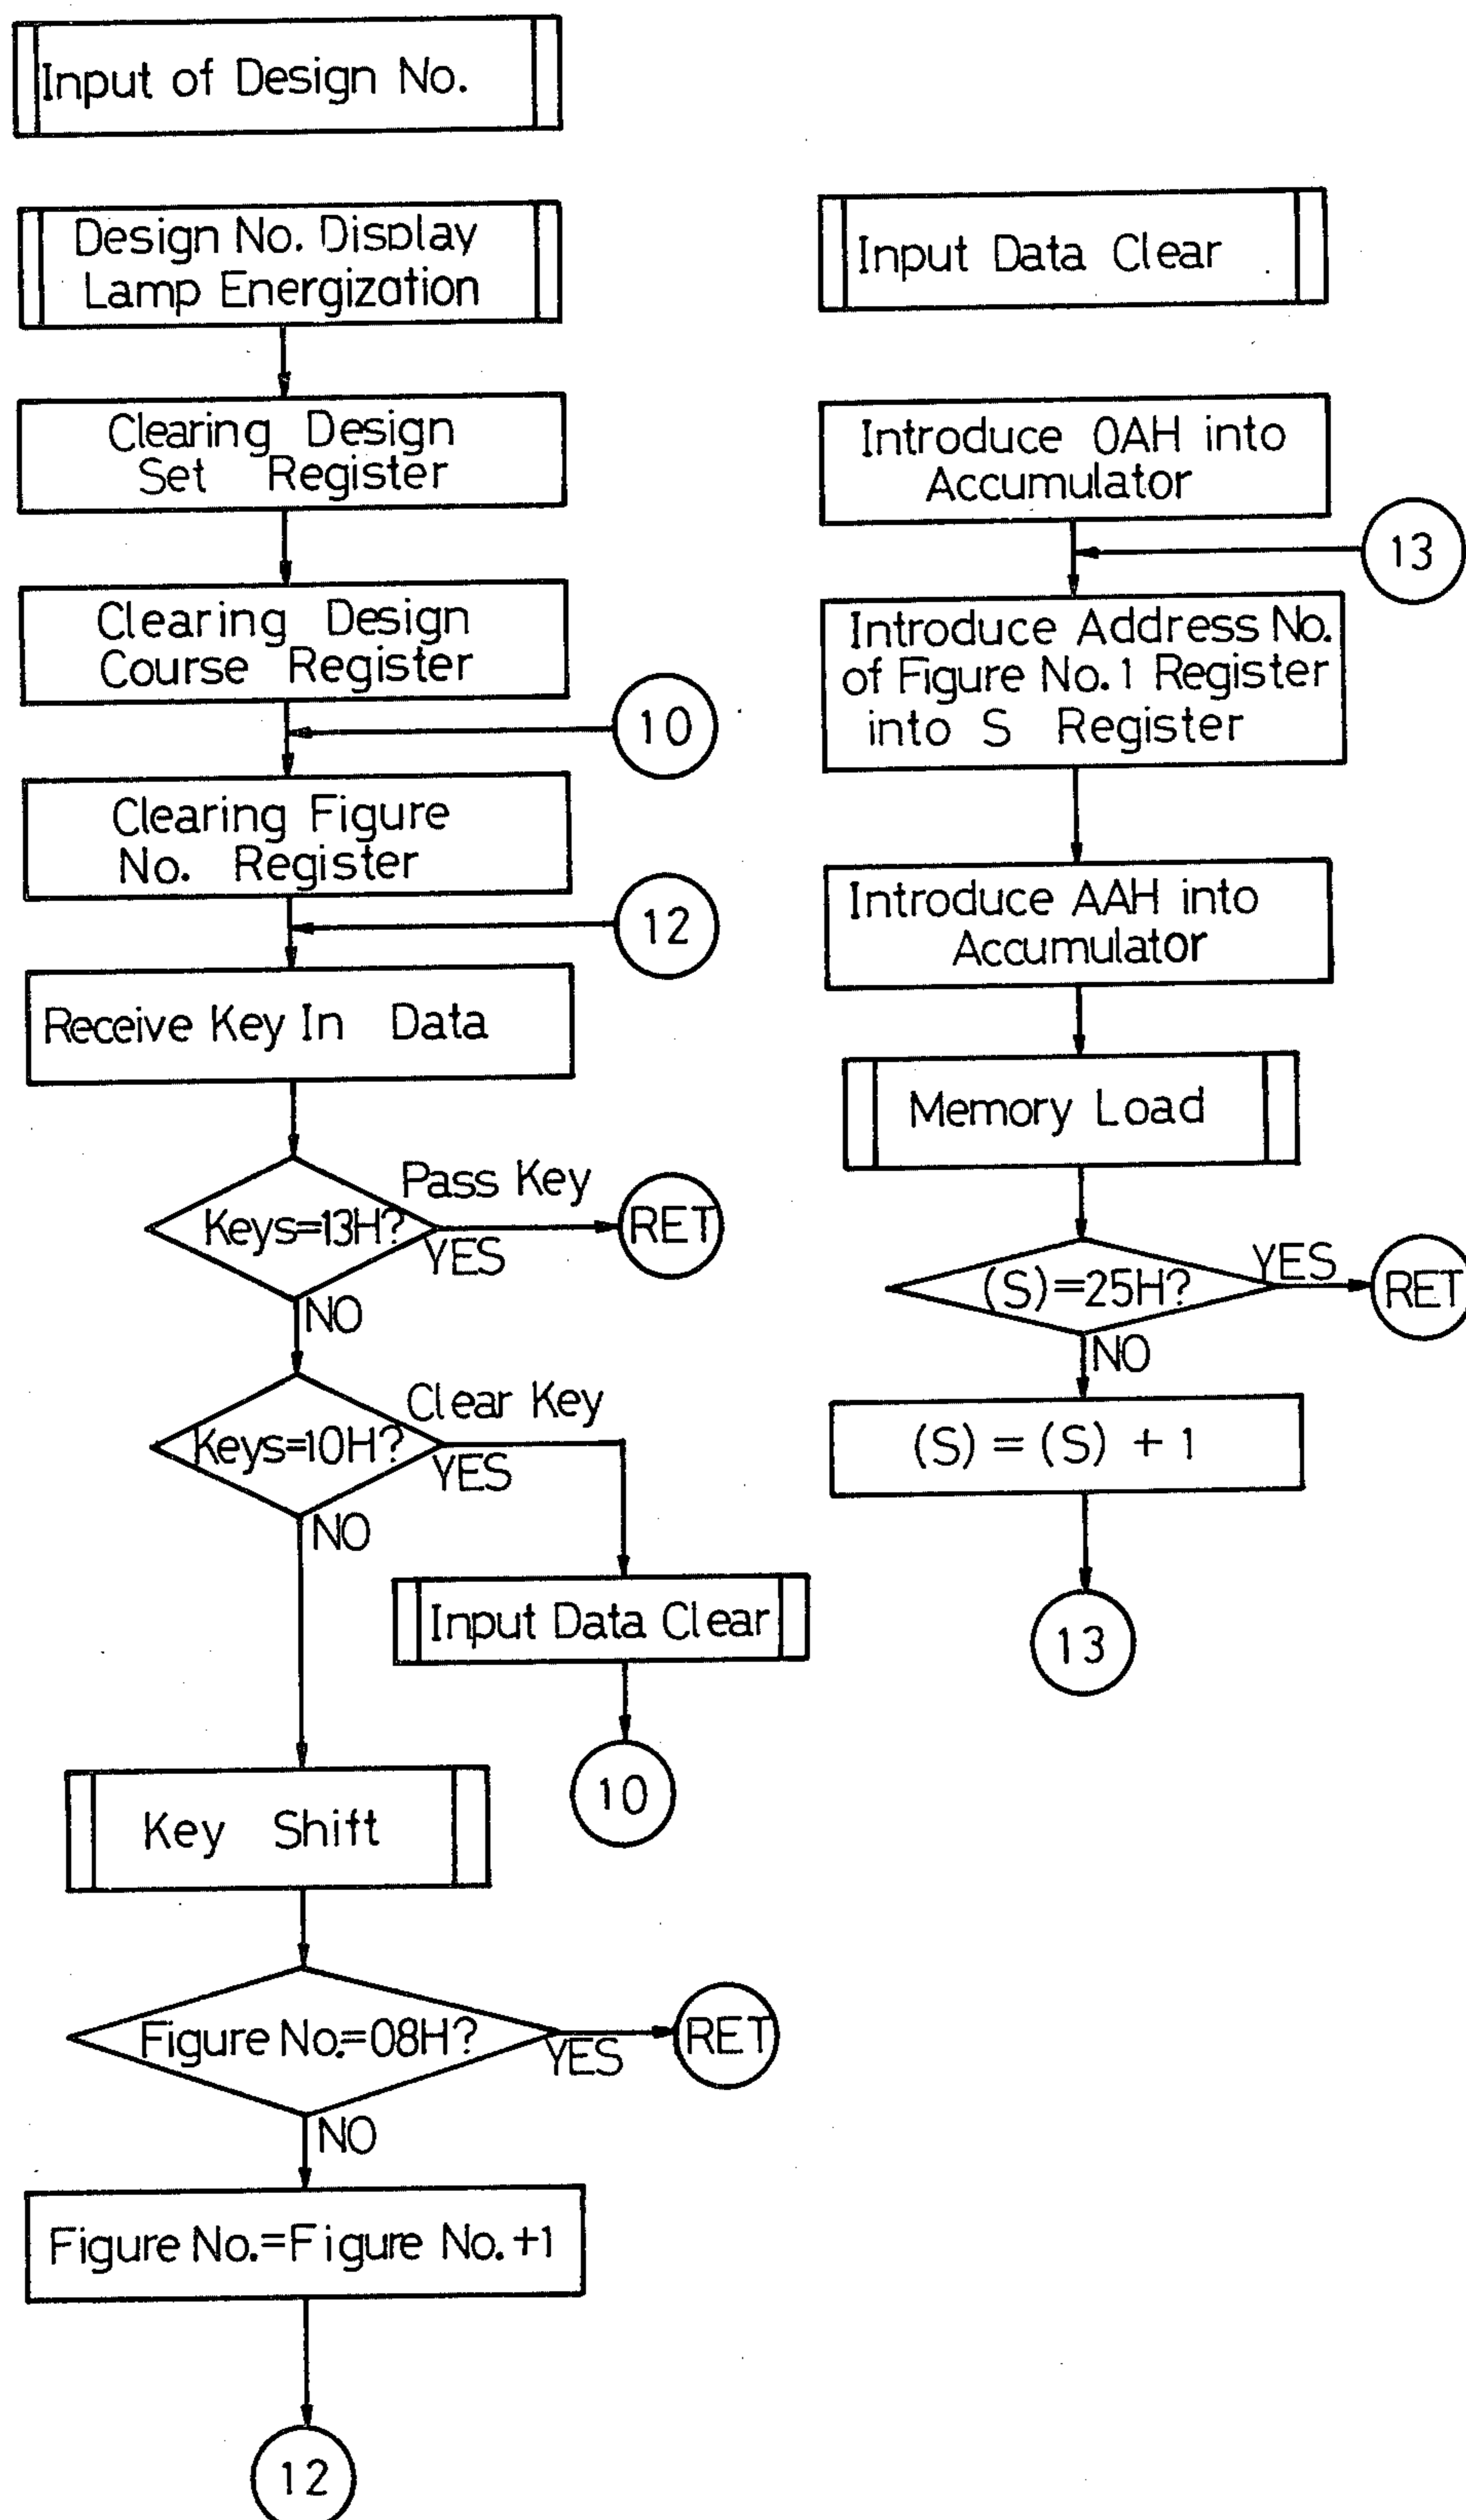 Input of Design No.
Design No. Display
Lamp Energization
Clearing Design
Set Register
Clearing Design
Course Register
10
Clearing Figure
No. Register
12
Receive Key In Data
Pass Key
Keys=13H?
YES
RET
NO
Clear Key
Keys=10H?
YES
NO
Input Data Clear
10
Key Shift
Figure No.=08H?
YES
RET
NO
Figure No.=Figure No.+1
12
Input Data Clear
Introduce 0AH into
Accumulator
13
Introduce Address No.
of Figure No.1 Register
into S Register
Introduce AAH into
Accumulator
Memory Load
(S)=25H?
YES
RET
NO
(S) = (S) + 1
13